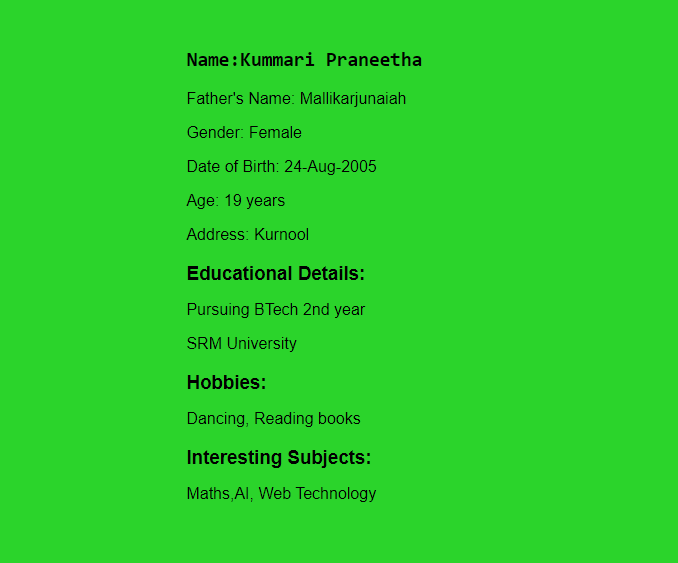 Name:Kummari Praneetha
Father's Name: Mallikarjunaiah
Gender: Female
Date of Birth: 24-Aug-2005
Age: 19 years
Address: Kurnool
Educational Details:
Pursuing BTech 2nd year
SRM University
Hobbies:
Dancing, Reading books
Interesting Subjects:
Maths,AI, Web Technology